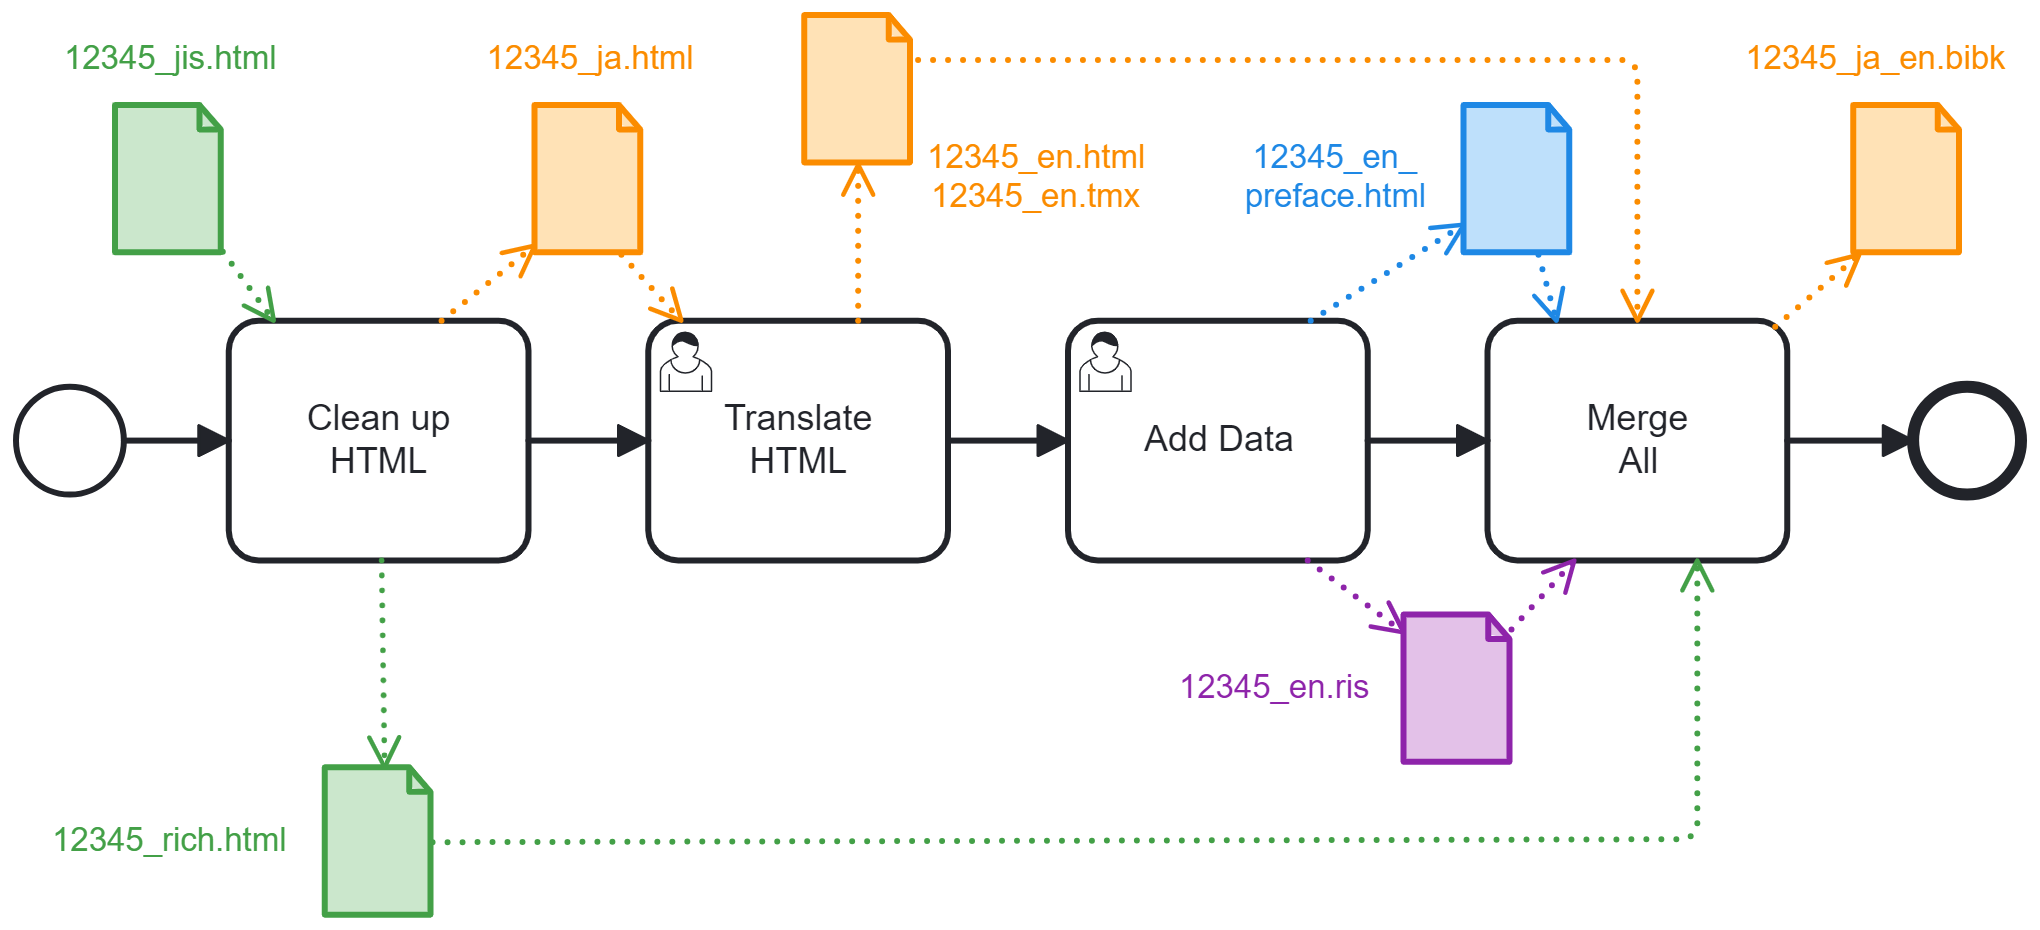 12345_jis.html
12345_ja.html
12345_en.html
12345_en.tmx
12345_en_
preface.html
12345_ja_en.bibk
Clean up
HTML
Translate
HTML
Add Data
Merge
All
12345_en.ris
12345_rich.html